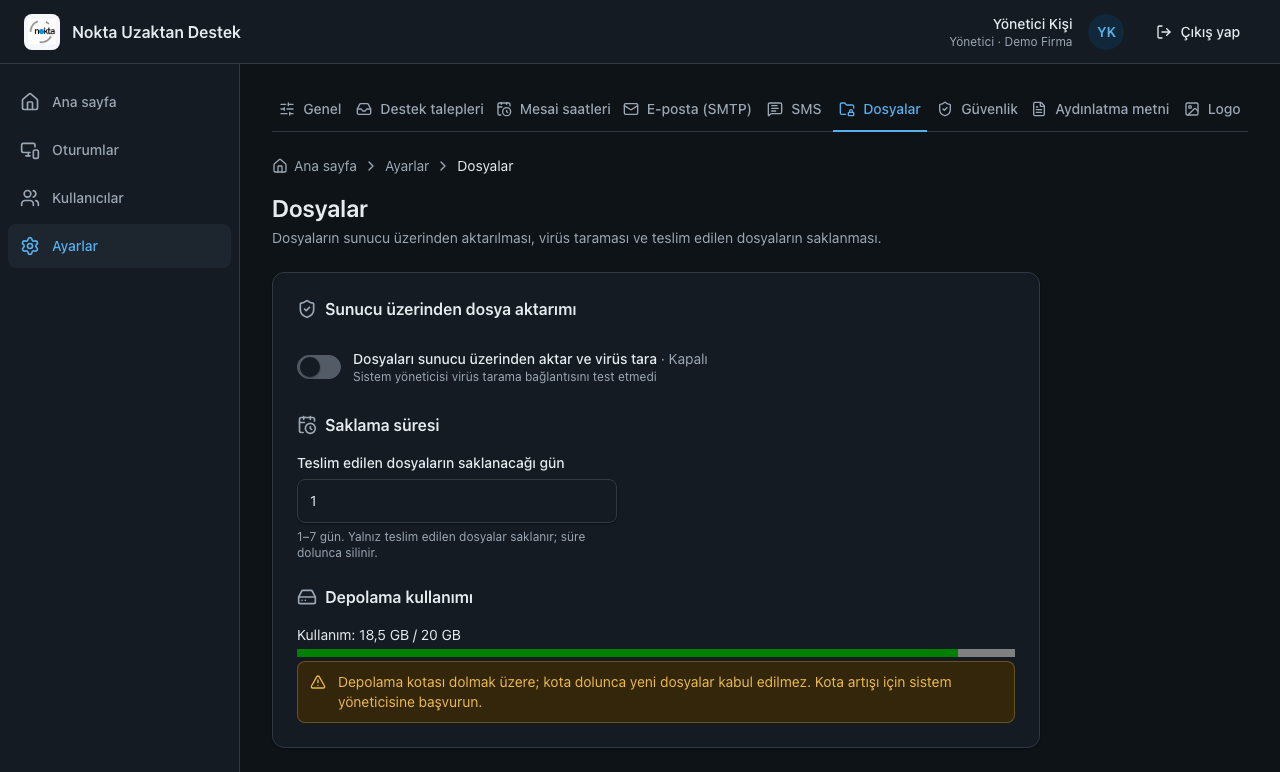 nokta
Nokta Uzaktan Destek
Yönetici Kişi
Yönetici · Demo Firma
YK
Çıkış yap
Ana sayfa
Oturumlar
Kullanıcılar
Ayarlar
Genel
Destek talepleri
Mesai saatleri
E-posta (SMTP)
SMS
Dosyalar
Güvenlik
Aydınlatma metni
Logo
Ana sayfa > Ayarlar > Dosyalar
Dosyalar
Dosyaların sunucu üzerinden aktarılması, virüs taraması ve teslim edilen dosyaların saklanması.
Sunucu üzerinden dosya aktarımı
Dosyaları sunucu üzerinden aktar ve virüs tara · Kapalı
Sistem yöneticisi virüs tarama bağlantısını test etmedi
Saklama süresi
Teslim edilen dosyaların saklanacağı gün
1
1–7 gün. Yalnız teslim edilen dosyalar saklanır; süre
dolunca silinir.
Depolama kullanımı
Kullanım: 18,5 GB / 20 GB
Depolama kotası dolmak üzere; kota dolunca yeni dosyalar kabul edilmez. Kota artışı için sistem
yöneticisine başvurun.